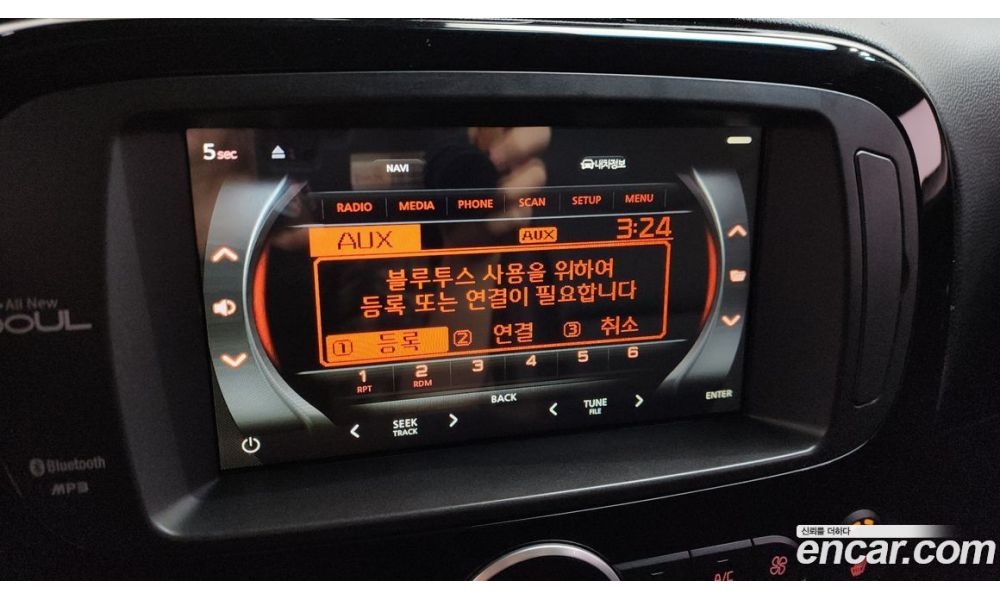 5 sec
NAVI
내차정보
RADIO MEDIA PHONE SCAN SETUP MENU
AUX AUX 3:24
블루투스 사용을 위하여
등록 또는 연결이 필요합니다
① 등록 ② 연결 ③ 취소
1 2 3 4 5 6
RPT RDM
BACK ENTER
SEEK TRACK
TUNE FILE
All New
SOUL
Bluetooth
MP3
A/C
신뢰를 더하다
encar.com